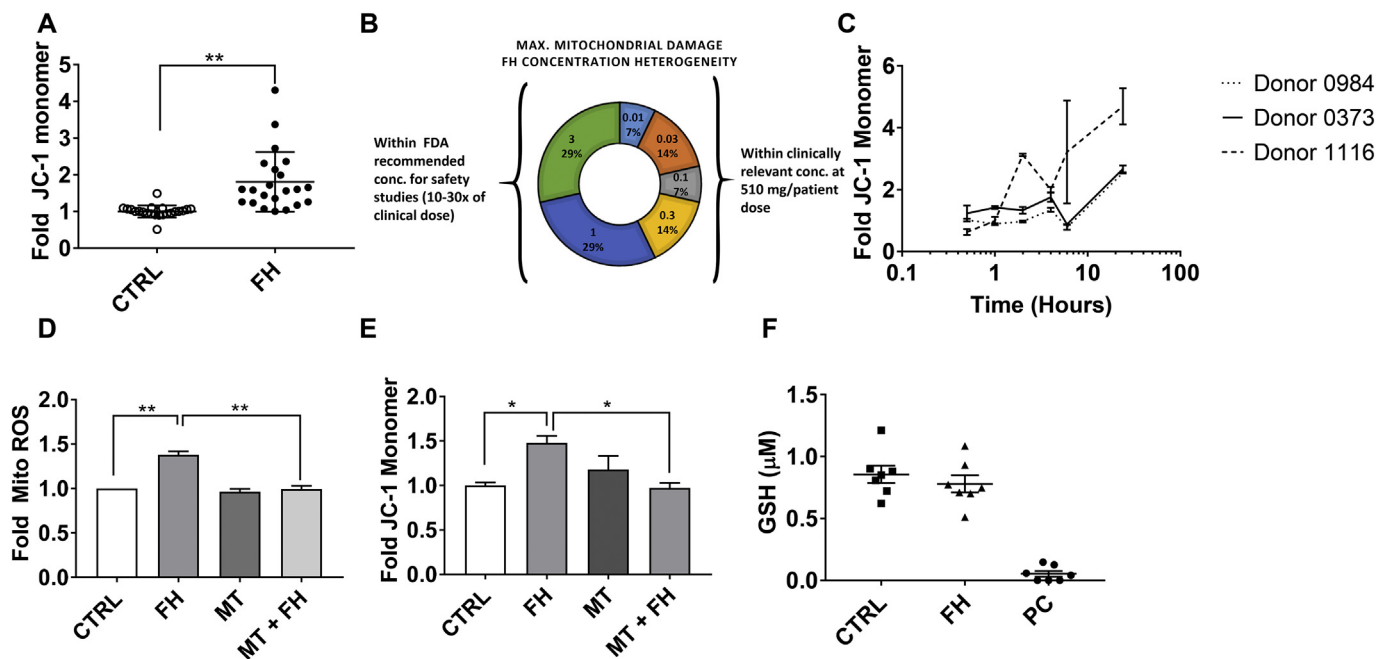 A
Fold JC-1 monomer
5
4
3
2
1
0
**
CTRL
FH
B
MAX. MITOCHONDRIAL DAMAGE
FH CONCENTRATION HETEROGENEITY
Within FDA
recommended
conc. for safety
studies (10-30x of
clinical dose)
0.01
7%
0.03
14%
0.1
7%
0.3
14%
1
29%
3
29%
Within clinically
relevant conc. at
510 mg/patient
dose
C
Fold JC-1 Monomer
6
4
2
0
0.1
1
10
100
Time (Hours)
Donor 0984
Donor 0373
Donor 1116
D
Fold Mito ROS
2.0
1.5
1.0
0.5
0.0
**
**
CTRL
FH
MT
MT + FH
E
Fold JC-1 Monomer
2.0
1.5
1.0
0.5
0.0
*
*
CTRL
FH
MT
MT + FH
F
GSH (µM)
1.5
1.0
0.5
0.0
CTRL
FH
PC